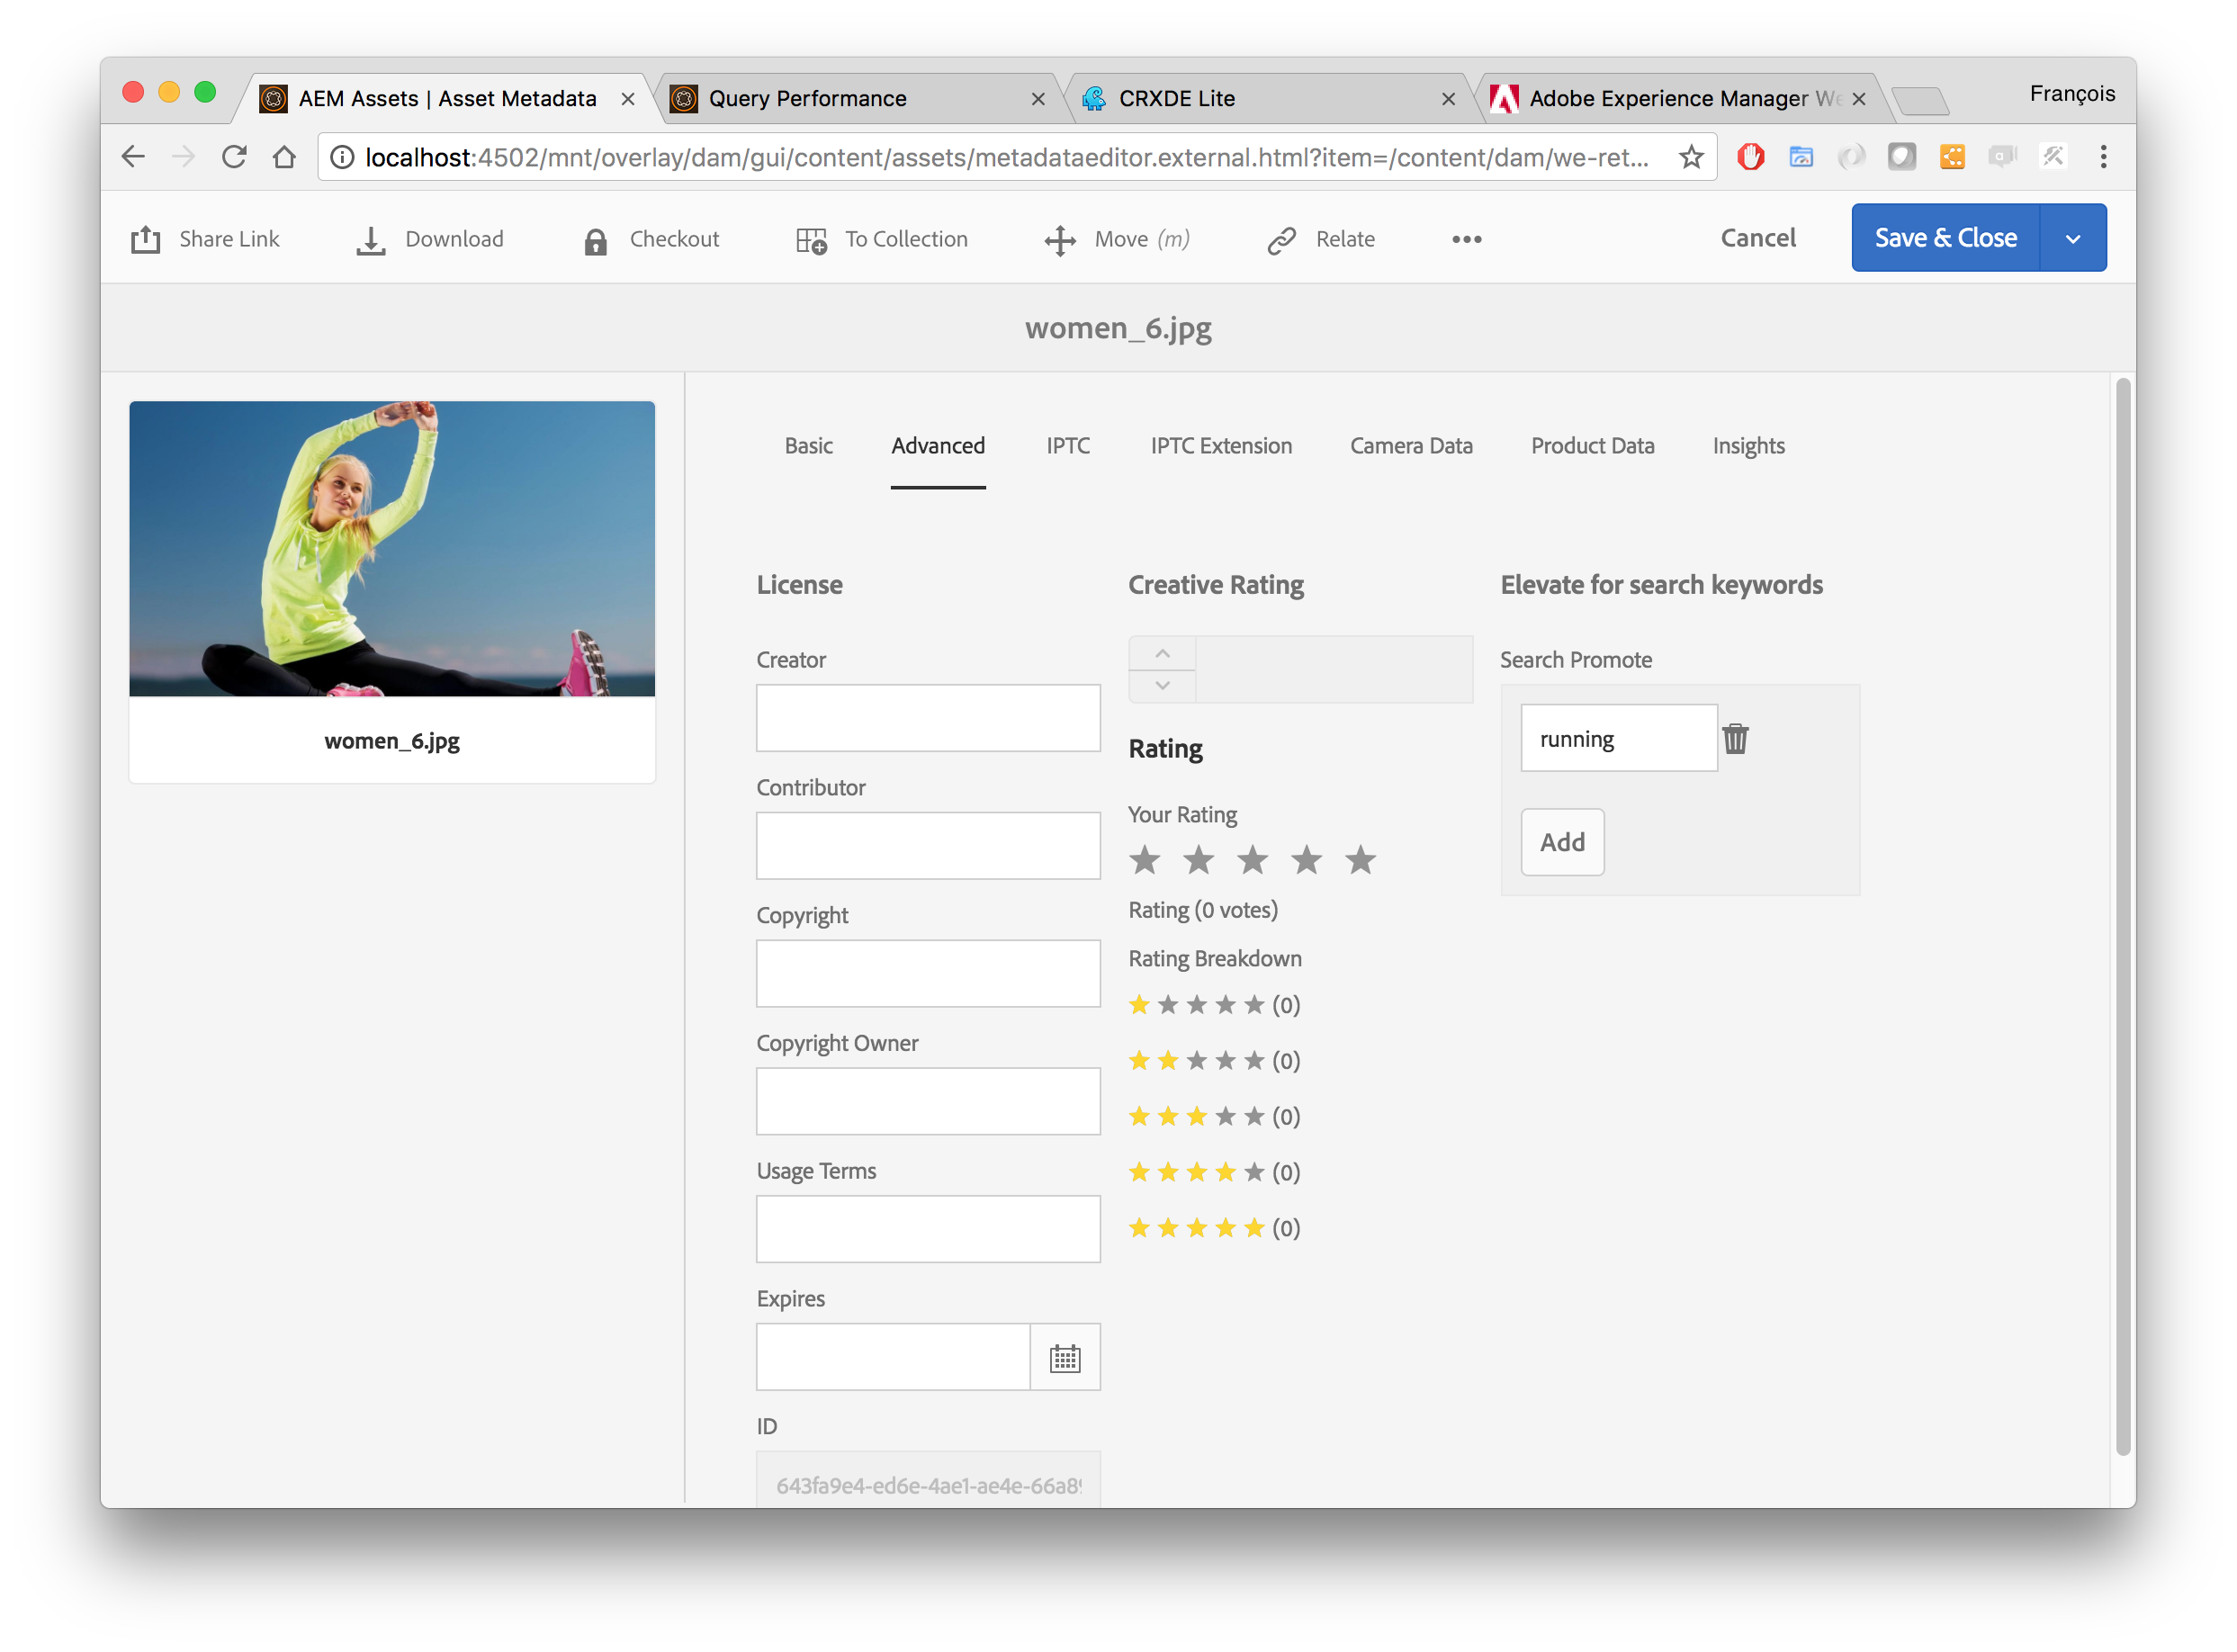 AEM Assets | Asset Metadata
Query Performance
CRXDE Lite
Adobe Experience Manager We
François
localhost:4502/mnt/overlay/dam/gui/content/assets/metadataeditor.external.html?item=/content/dam/we-ret...
Share Link
Download
Checkout
To Collection
Move (m)
Relate
Cancel
Save & Close
women_6.jpg
women_6.jpg
Basic
Advanced
IPTC
IPTC Extension
Camera Data
Product Data
Insights
License
Creator
Contributor
Copyright
Copyright Owner
Usage Terms
Expires
ID
643fa9e4-ed6e-4ae1-ae4e-66a89
Creative Rating
Rating
Your Rating
Rating (0 votes)
Rating Breakdown
(0)
(0)
(0)
(0)
(0)
Elevate for search keywords
Search Promote
running
Add